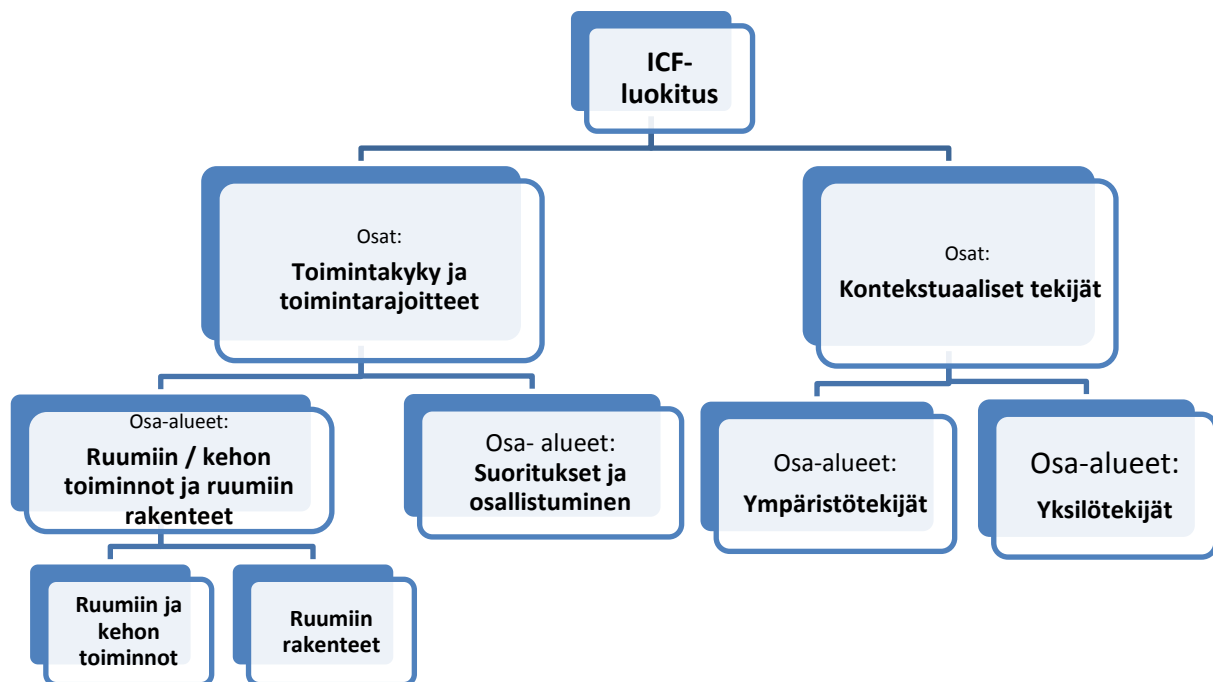 ICF-
luokitus
Osat:
Toimintakyky ja
toimintarajoitteet
Osat:
Kontekstuaaliset tekijät
Osa-alueet:
Ruumiin / kehon
toiminnot ja ruumiin
rakenteet
Osa- alueet:
Suoritukset ja
osallistuminen
Osa-alueet:
Ympäristötekijät
Osa-alueet:
Yksilötekijät
Ruumiin ja
kehon
toiminnot
Ruumiin
rakenteet